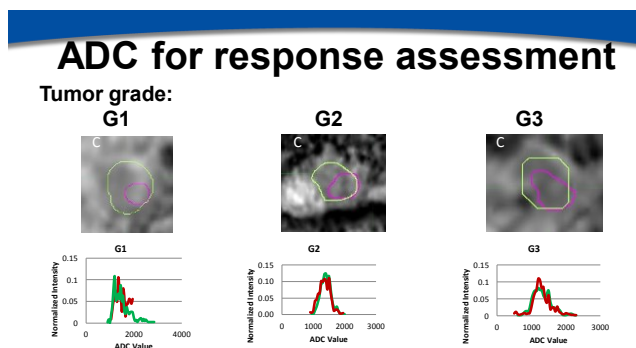 ADC for response assessment
Tumor grade:
G1 G2 G3
C C C
G1 G2 G3
Normalized Intensity
0.15
0.1
0.05
0
0 2000 4000
ADC Value
Normalized Intensity
0.15
0.10
0.05
0.00
0 1000 2000 3000
ADC Value
Normalized Intensity
0.15
0.1
0.05
0
0 1000 2000 3000
ADC Value